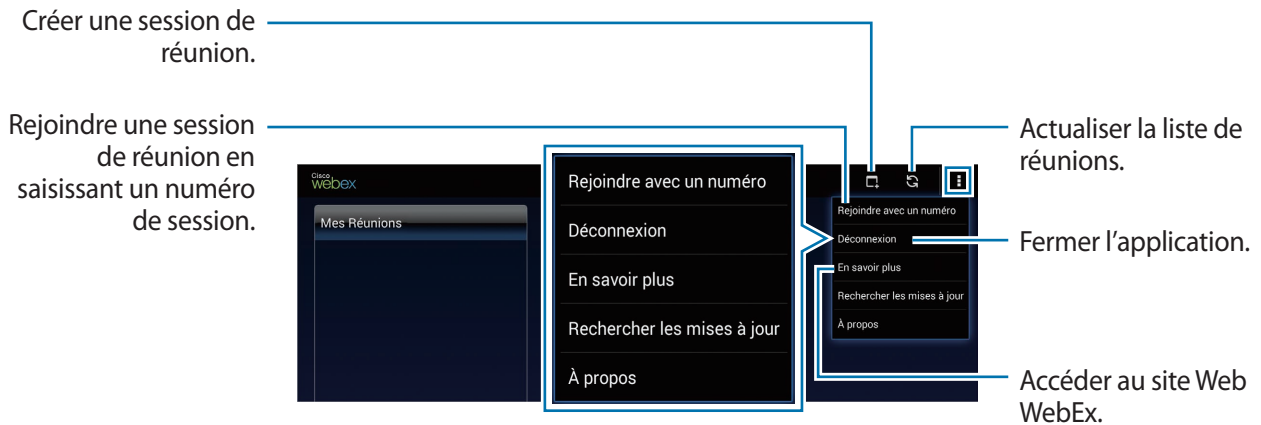 Créer une session de
réunion.
Rejoindre une session
de réunion en
saisissant un numéro
de session.
Cisco
webex
Mes Réunions
Rejoindre avec un numéro
Déconnexion
En savoir plus
Rechercher les mises à jour
À propos
Rejoindre avec un numéro
Déconnexion
En savoir plus
Rechercher les mises à jour
À propos
Actualiser la liste de
réunions.
Fermer l'application.
Accéder au site Web
WebEx.